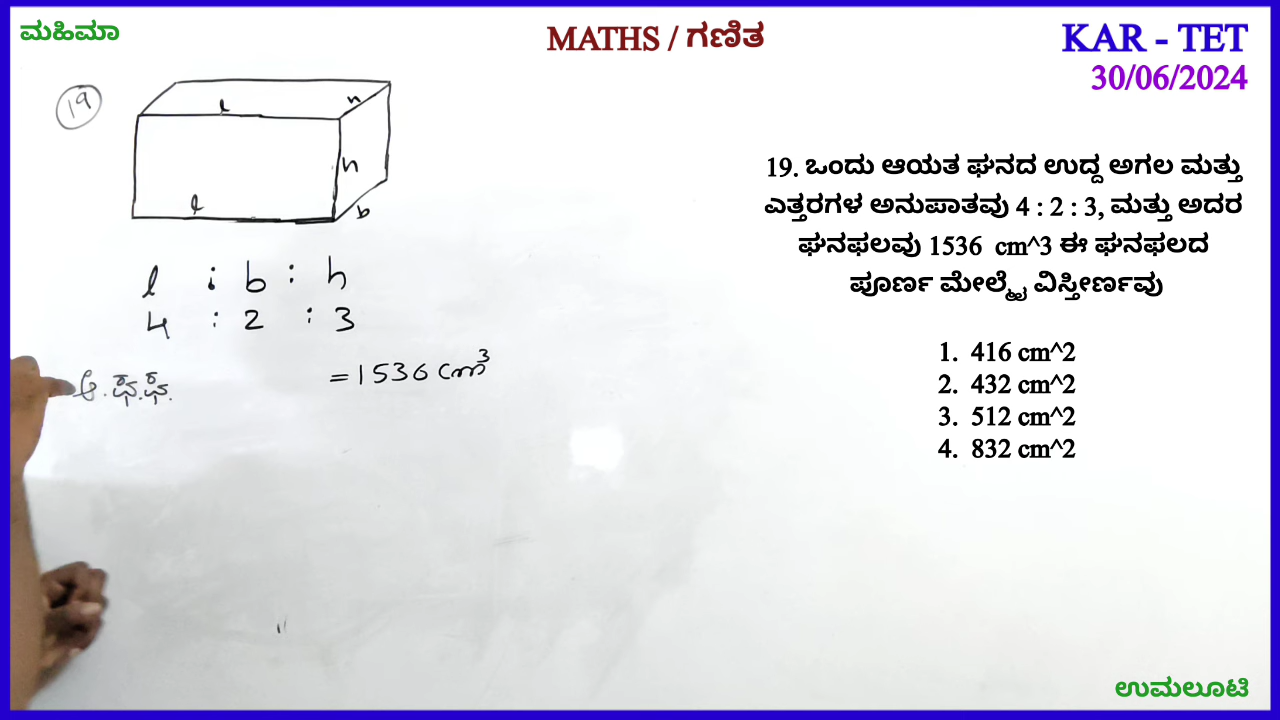 ಮಹಿಮಾ
MATHS / ಗಣಿತ
KAR - TET
30/06/2024
19
l
h
h
l
b
l : b : h
4 : 2 : 3
ಆ.ಘ.ಫ. = 1536 cm³
19. ಒಂದು ಆಯತ ಘನದ ಉದ್ದ ಅಗಲ ಮತ್ತು
ಎತ್ತರಗಳ ಅನುಪಾತವು 4 : 2 : 3, ಮತ್ತು ಅದರ
ಘನಫಲವು 1536 cm^3 ಈ ಘನಫಲದ
ಪೂರ್ಣ ಮೇಲ್ಮೈ ವಿಸ್ತೀರ್ಣವು
1. 416 cm^2
2. 432 cm^2
3. 512 cm^2
4. 832 cm^2
ಉಮಲೂಟಿ